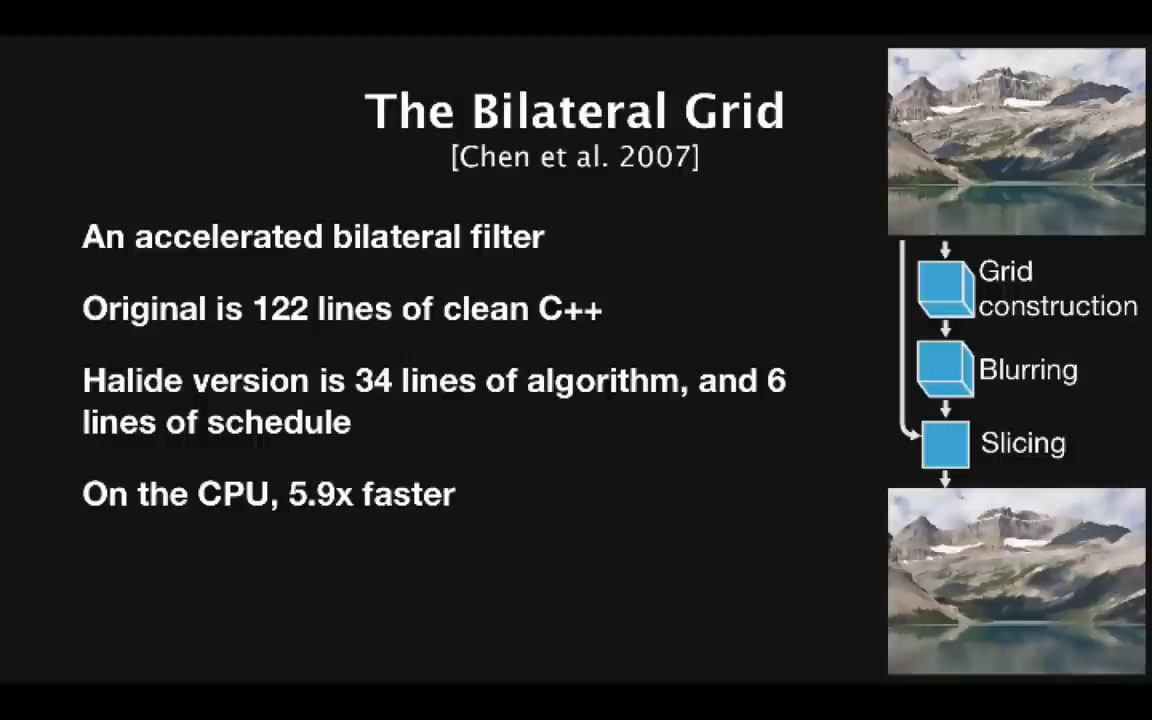 The Bilateral Grid
[Chen et al. 2007]
An accelerated bilateral filter
Original is 122 lines of clean C++
Halide version is 34 lines of algorithm, and 6
lines of schedule
On the CPU, 5.9x faster
Grid
construction
Blurring
Slicing